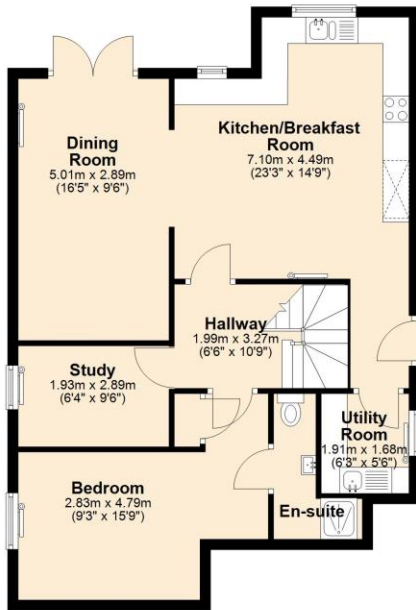 Dining
Room
5.01m x 2.89m
(16'5" x 9'6")
Kitchen/Breakfast
Room
7.10m x 4.49m
(23'3" x 14'9")
Hallway
1.99m x 3.27m
(6'6" x 10'9")
Study
1.93m x 2.89m
(6'4" x 9'6")
Utility
Room
1.91m x 1.68m
(6'3" x 5'6")
Bedroom
2.83m x 4.79m
(9'3" x 15'9")
En-suite